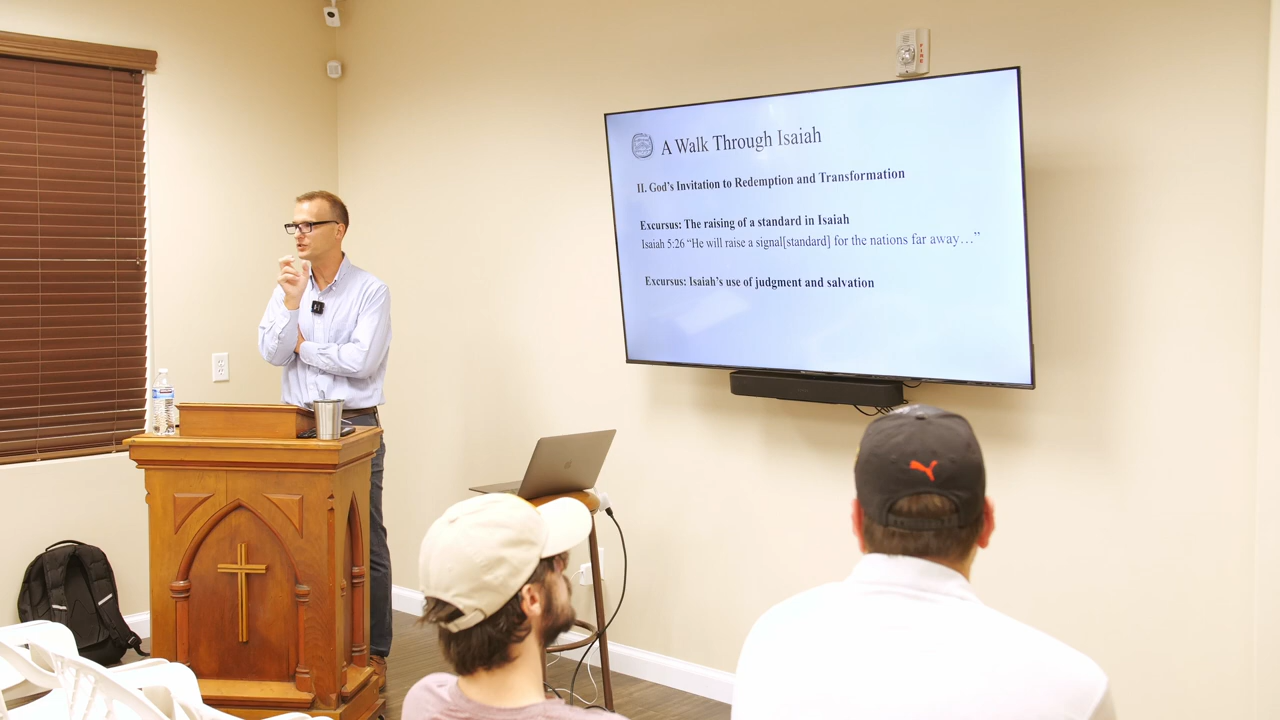 FIRE
A Walk Through Isaiah
II. God's Invitation to Redemption and Transformation
Excursus: The raising of a standard in Isaiah
Isaiah 5:26 “He will raise a signal[standard] for the nations far away…”
Excursus: Isaiah's use of judgment and salvation